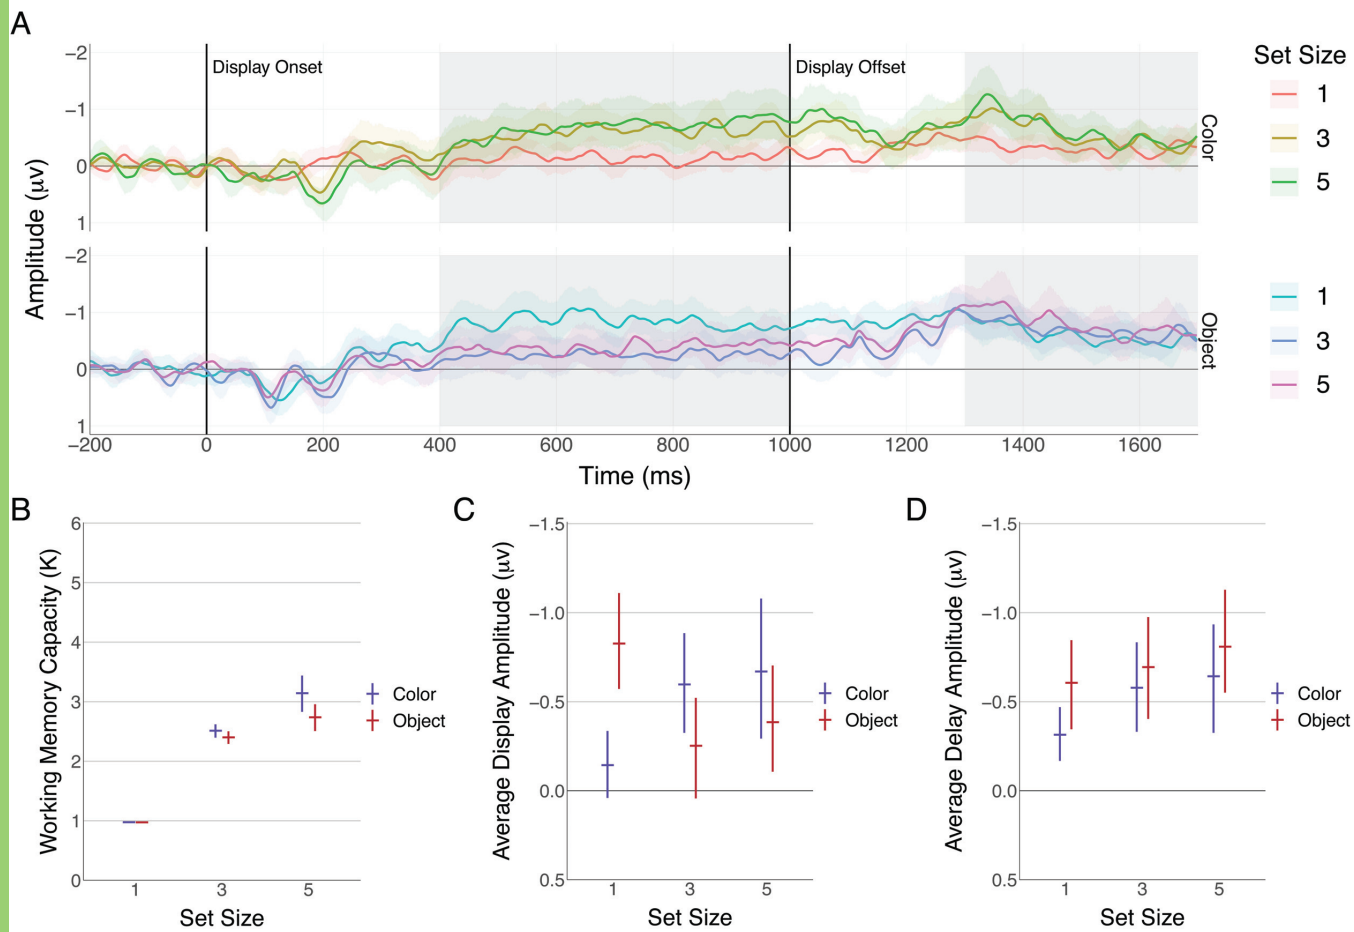 A
Display Onset
Display Offset
−2
−1
0
1
Color
Set Size
1
3
5
Amplitude (μv)
−2
−1
0
1
Object
1
3
5
−200 0 200 400 600 800 1000 1200 1400 1600
Time (ms)
B
Working Memory Capacity (K)
6
5
4
3
2
1
0
1 3 5
Set Size
Color
Object
C
Average Display Amplitude (μv)
−1.5
−1.0
−0.5
0.0
0.5
1 3 5
Set Size
Color
Object
D
Average Delay Amplitude (μv)
−1.5
−1.0
−0.5
0.0
0.5
1 3 5
Set Size
Color
Object